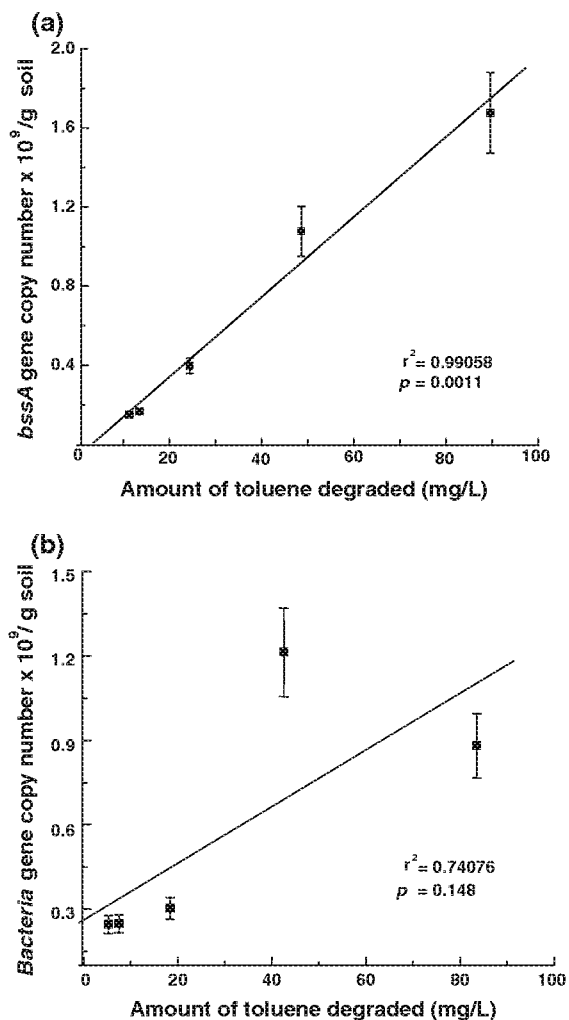 (a)
bssA gene copy number x 10⁹/g soil
2.0
1.6
1.2
0.8
0.4
r² = 0.99058
p = 0.0011
0 20 40 60 80 100
Amount of toluene degraded (mg/L)
(b)
Bacteria gene copy number x 10⁹/ g soil
1.5
1.2
0.9
0.6
0.3
r² = 0.74076
p = 0.148
0 20 40 60 80 100
Amount of toluene degraded (mg/L)